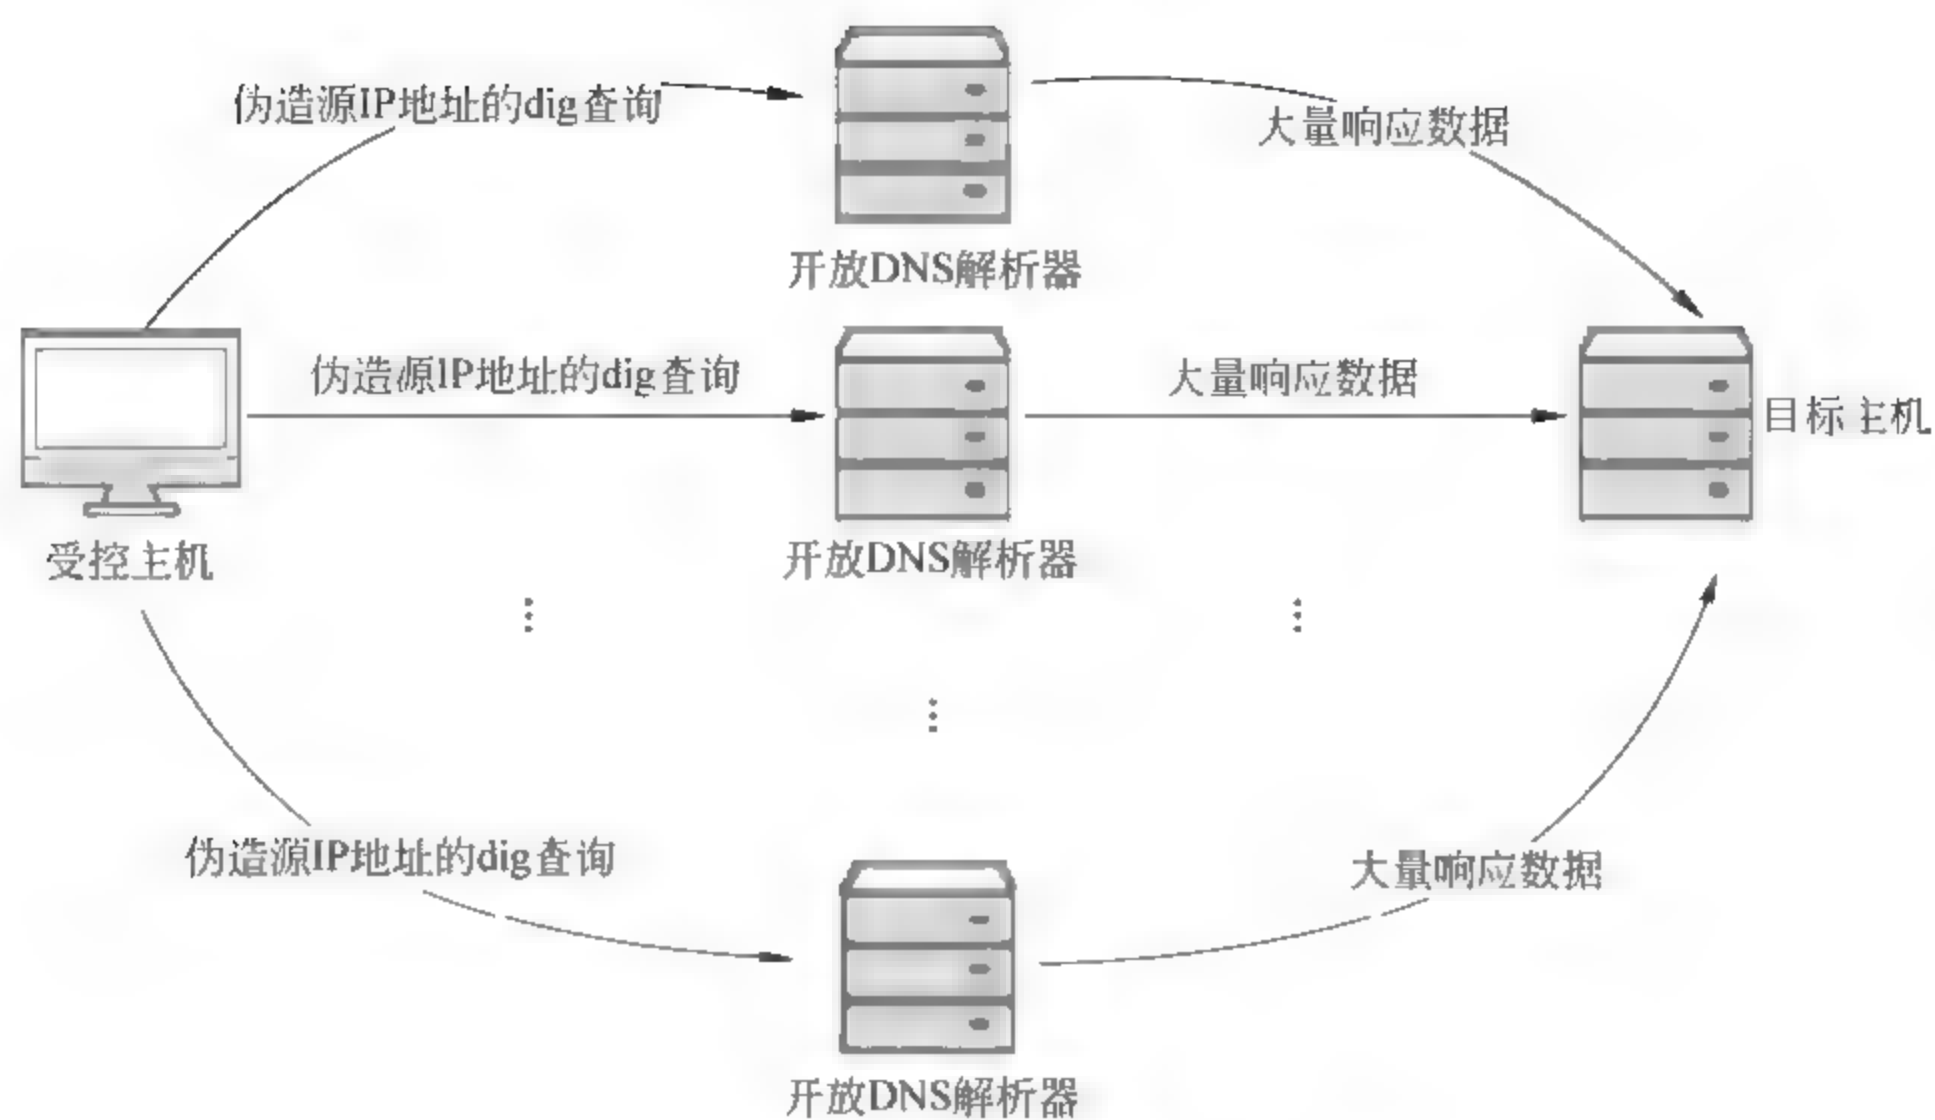 伪造源IP地址的dig查询
大量响应数据
开放DNS解析器
伪造源IP地址的dig查询
大量响应数据
目标主机
受控主机
开放DNS解析器
伪造源IP地址的dig查询
大量响应数据
开放DNS解析器